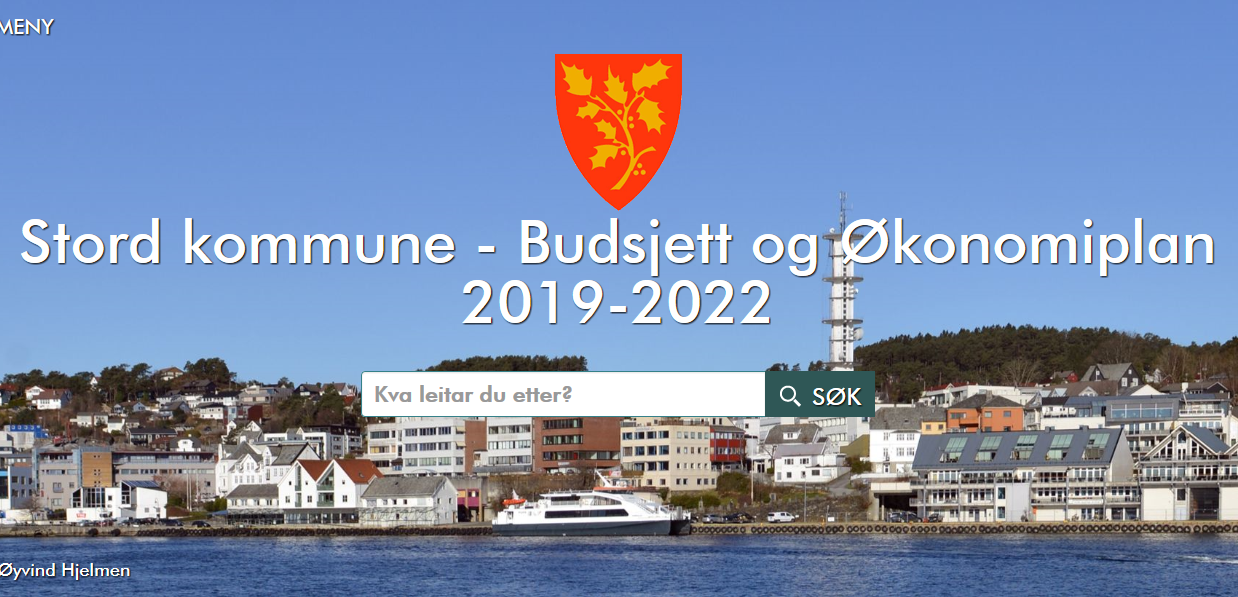 MENY
Stord kommune - Budsjett og Økonomiplan
2019-2022
Kva leitar du etter?
SØK
Øyvind Hjelmen